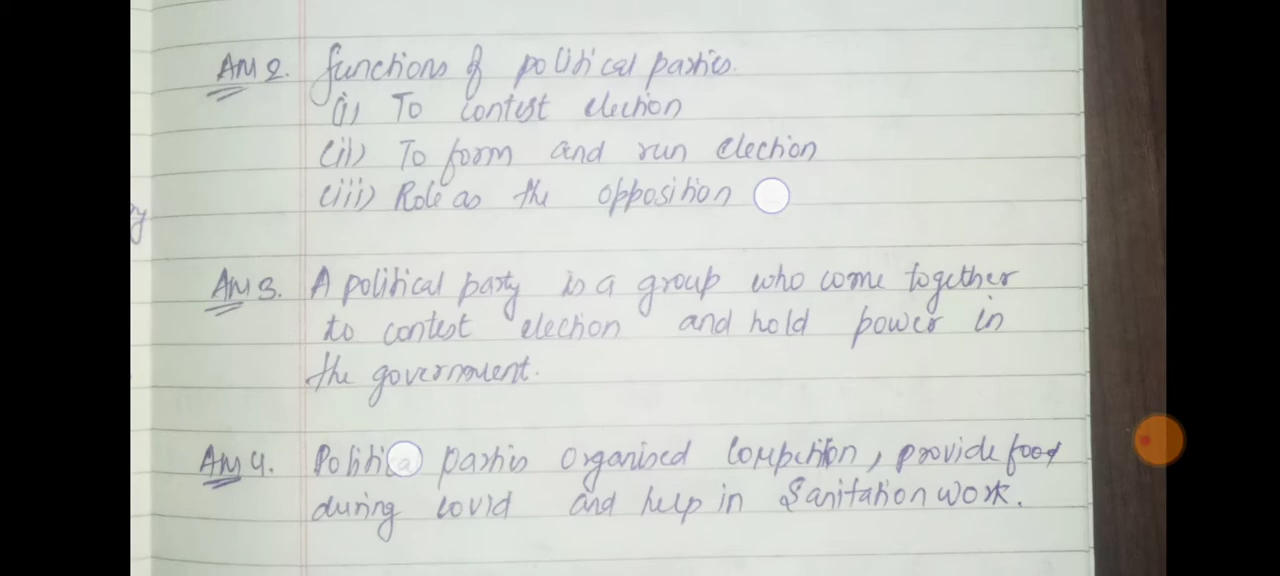 Ans 2. functions of political parties.
(i) To contest election
(ii) To form and run election
(iii) Role as the opposition
y
Ans 3. A political party is a group who come together
to contest election and hold power in
the government.
Ans 4. Political parties organised competition, provide food
during covid and help in Sanitation work.